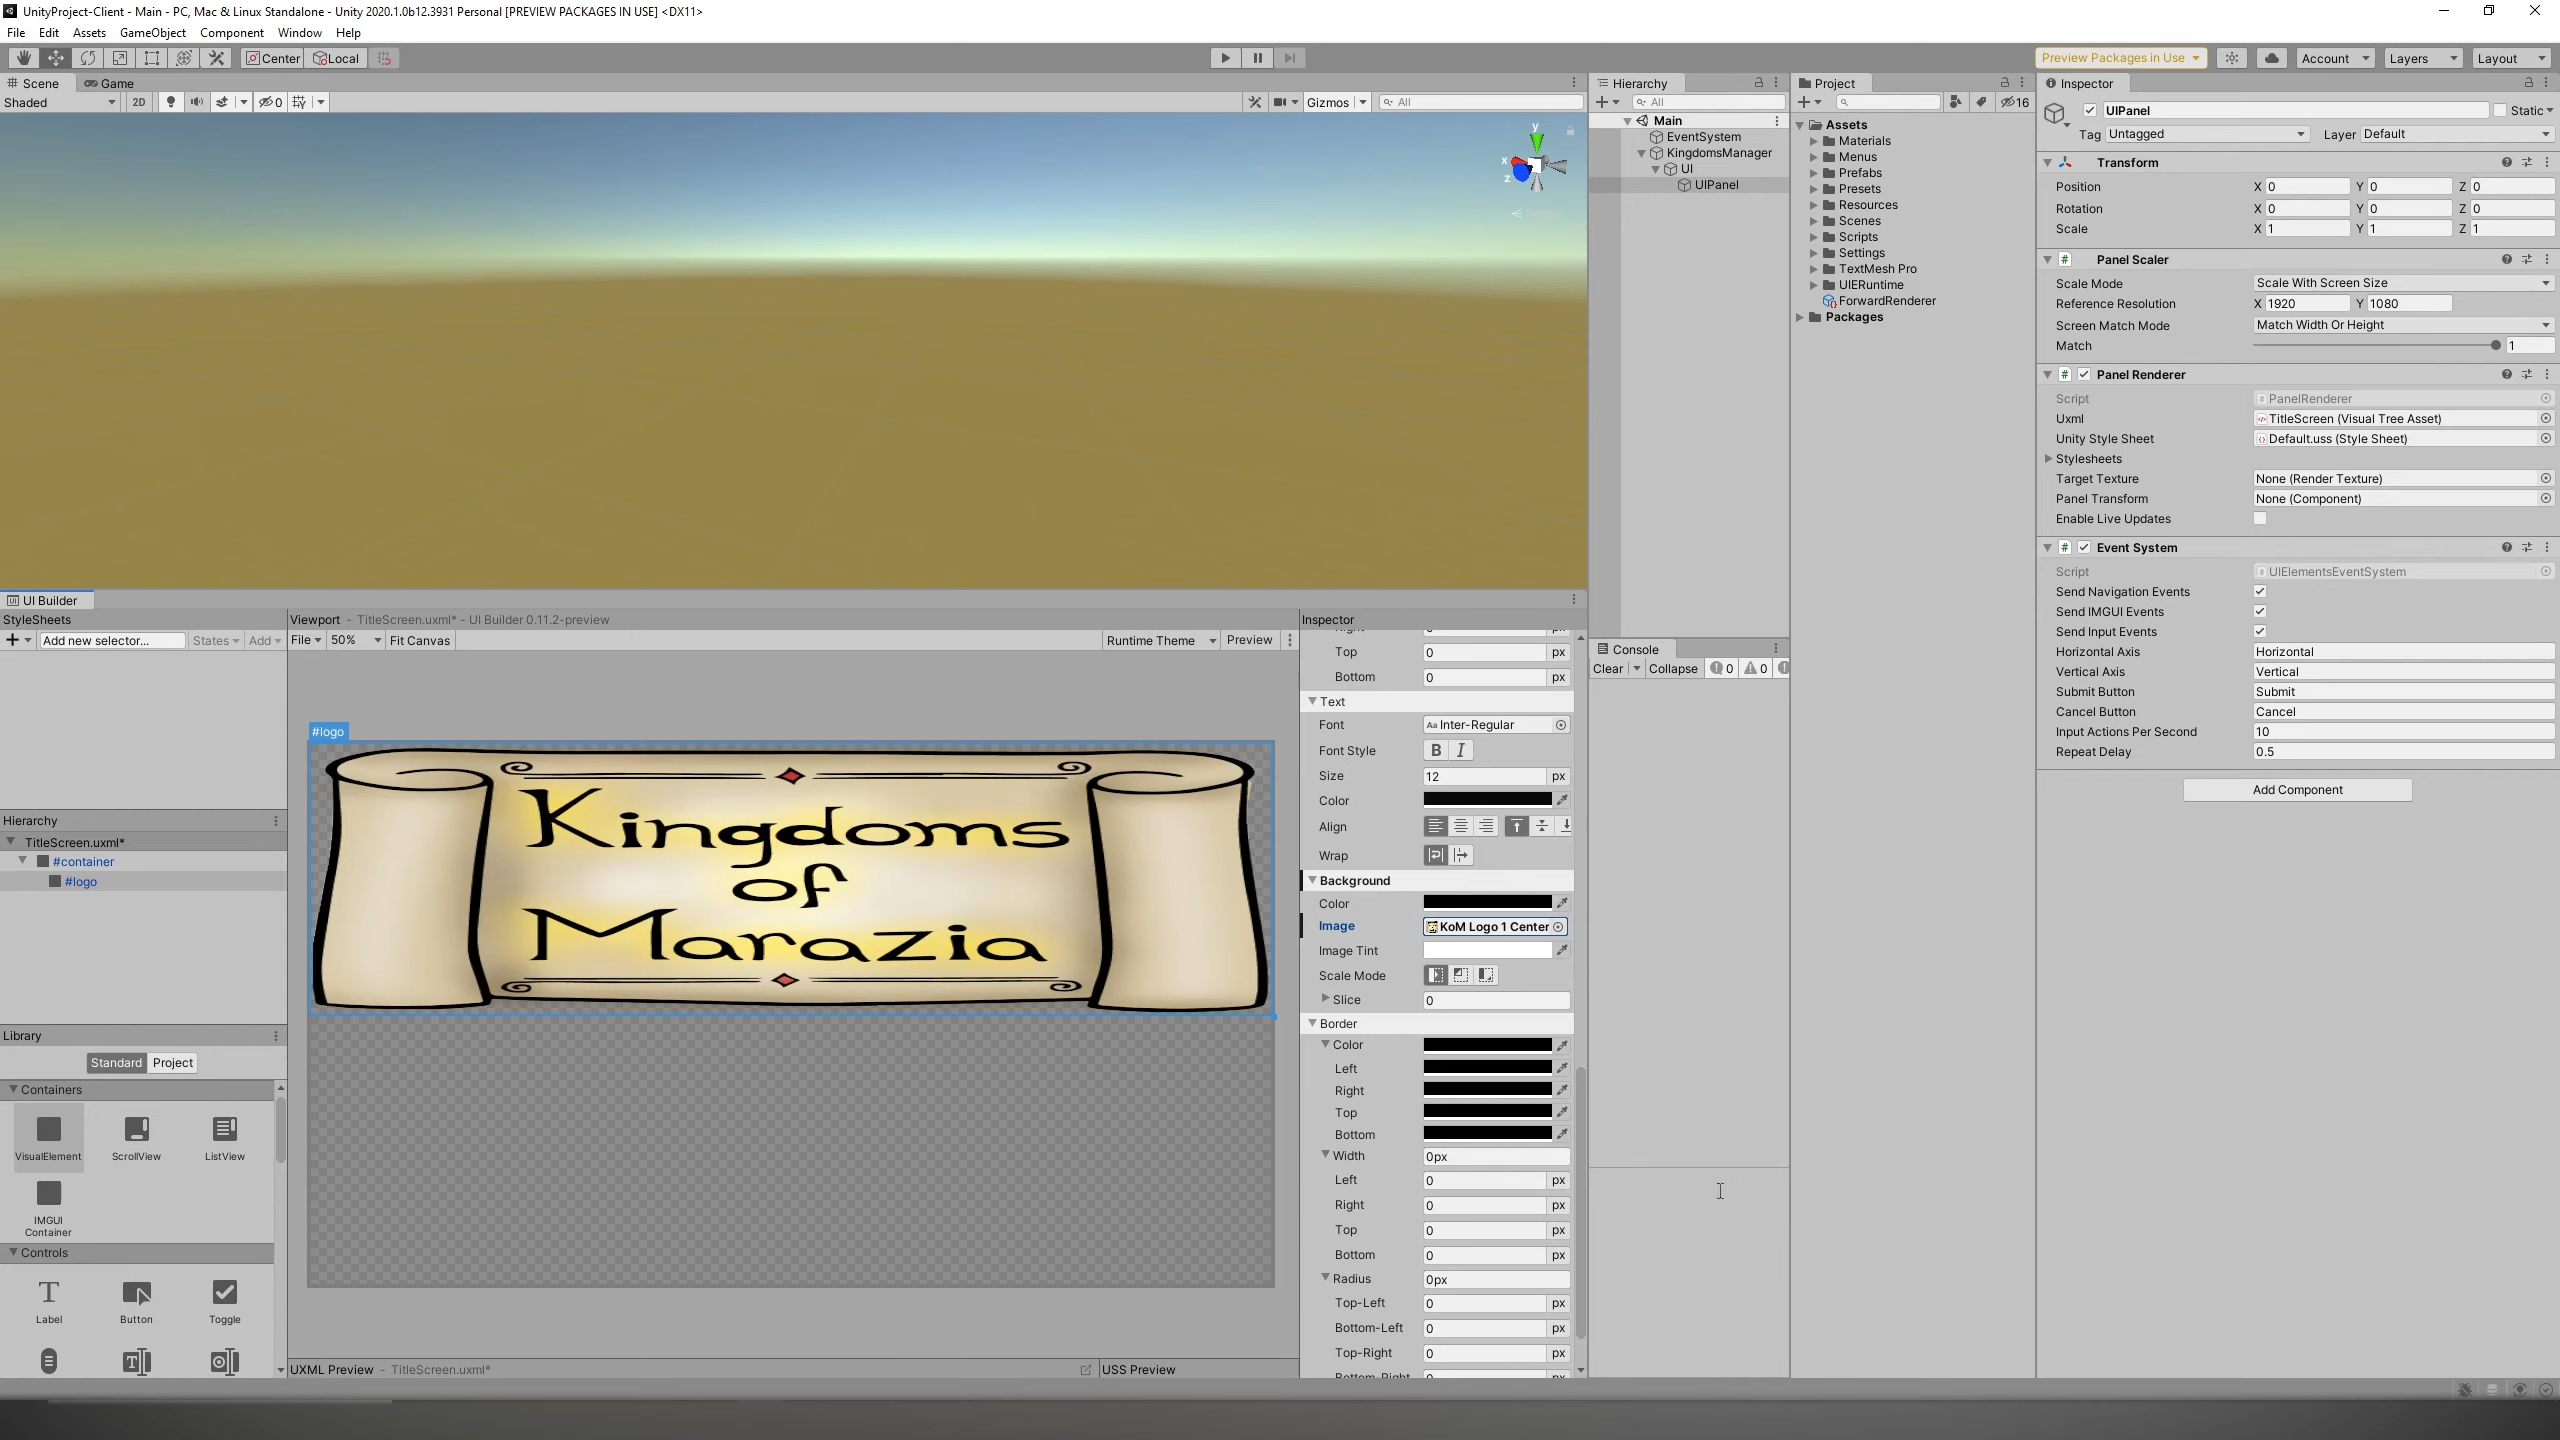 UnityProject-Client - Main - PC, Mac & Linux Standalone - Unity 2020.1.0b12.3931 Personal [PREVIEW PACKAGES IN USE] <DX11>
File Edit Assets GameObject Component Window Help
Center Local Preview Packages in Use Account Layers Layout
Scene Game
Shaded 2D 0 Gizmos All
y
x
z
Hierarchy
All
Main
EventSystem
KingdomsManager
UI
UIPanel
Project
16
Assets
Materials
Menus
Prefabs
Presets
Resources
Scenes
Scripts
Settings
TextMesh Pro
UIERuntime
ForwardRenderer
Packages
Inspector
UIPanel Static
Tag Untagged Layer Default
Transform
Position X 0 Y 0 Z 0
Rotation X 0 Y 0 Z 0
Scale X 1 Y 1 Z 1
Panel Scaler
Scale Mode Scale With Screen Size
Reference Resolution X 1920 Y 1080
Screen Match Mode Match Width Or Height
Match 1
Panel Renderer
Script PanelRenderer
Uxml TitleScreen (Visual Tree Asset)
Unity Style Sheet Default.uss (Style Sheet)
Stylesheets
Target Texture None (Render Texture)
Panel Transform None (Component)
Enable Live Updates
Event System
Script UIElementsEventSystem
Send Navigation Events
Send IMGUI Events
Send Input Events
Horizontal Axis Horizontal
Vertical Axis Vertical
Submit Button Submit
Cancel Button Cancel
Input Actions Per Second 10
Repeat Delay 0.5
Add Component
Console
Clear Collapse 0 0
UI Builder
StyleSheets
Add new selector... States Add
Hierarchy
TitleScreen.uxml*
#container
#logo
Library
Standard Project
Containers
VisualElement ScrollView ListView
IMGUI
Container
Controls
Label Button Toggle
Viewport - TitleScreen.uxml* - UI Builder 0.11.2-preview
File 50% Fit Canvas Runtime Theme Preview
#logo
Kingdoms
of
Marazia
UXML Preview - TitleScreen.uxml* USS Preview
Inspector
Top 0 px
Bottom 0 px
Text
Font Inter-Regular
Font Style B I
Size 12 px
Color
Align
Wrap
Background
Color
Image KoM Logo 1 Center
Image Tint
Scale Mode
Slice 0
Border
Color
Left
Right
Top
Bottom
Width 0px
Left 0 px
Right 0 px
Top 0 px
Bottom 0 px
Radius 0px
Top-Left 0 px
Bottom-Left 0 px
Top-Right 0 px